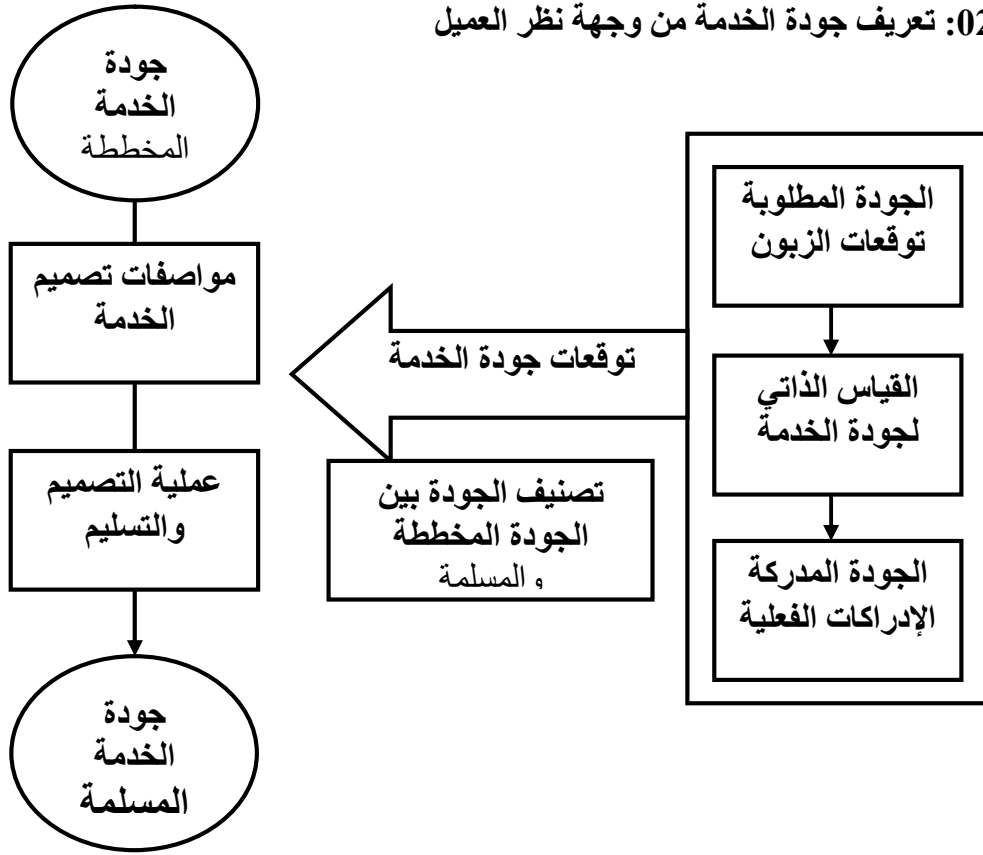 02: تعريف جودة الخدمة من وجهة نظر العميل
الجودة المطلوبة
توقعات الزبون
القياس الذاتي
لجودة الخدمة
الجودة المدركة
الإدراكات الفعلية
توقعات جودة الخدمة
تصنيف الجودة بين
الجودة المخططة
والمسلمة
جودة
الخدمة
المخططة
مواصفات تصميم
الخدمة
عملية التصميم
والتسليم
جودة
الخدمة
المسلمة